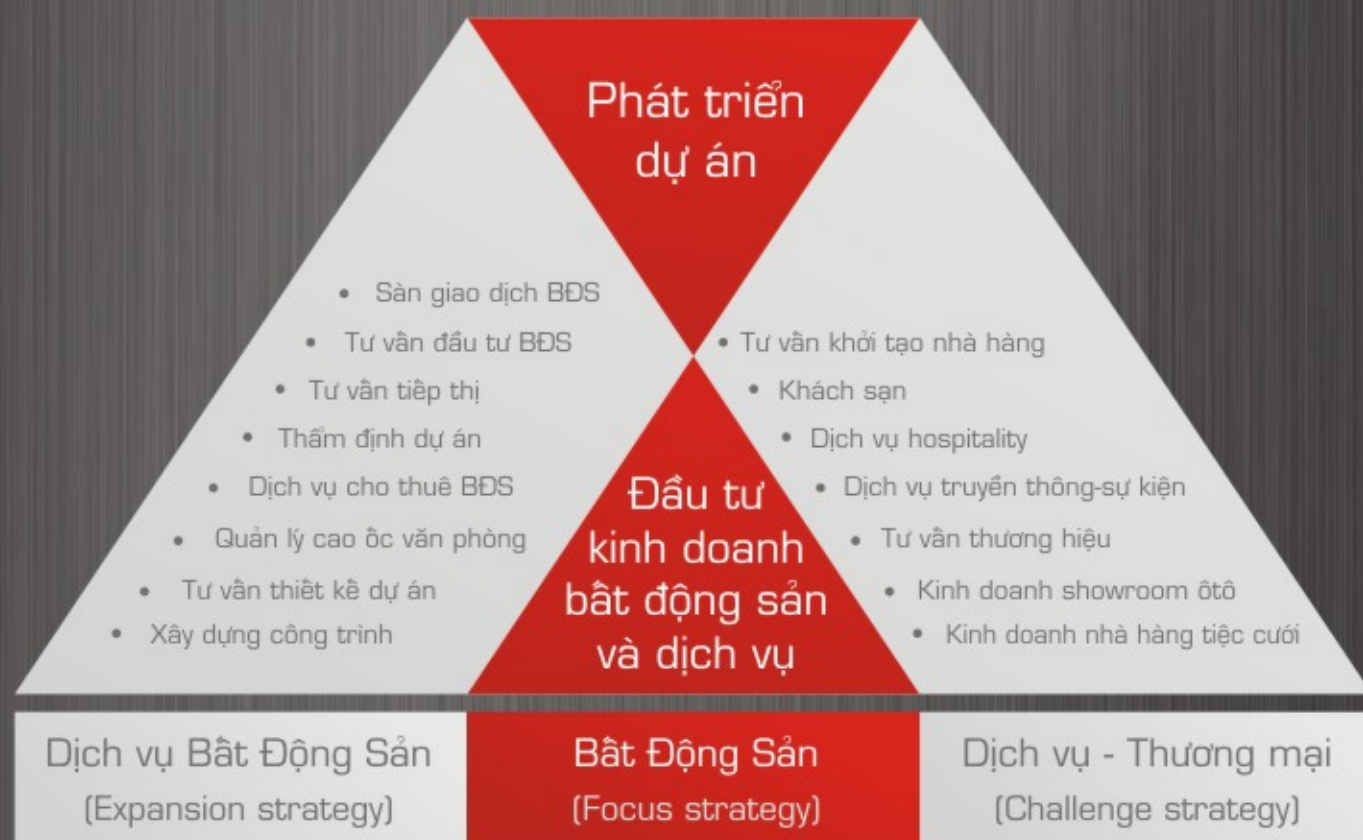 Phát triển
dự án
• Sàn giao dịch BĐS
• Tư vấn đầu tư BĐS
• Tư vấn tiếp thị
• Thẩm định dự án
• Dịch vụ cho thuê BĐS
• Quản lý cao ốc văn phòng
• Tư vấn thiết kế dự án
• Xây dựng công trình
Đầu tư
kinh doanh
bất động sản
và dịch vụ
• Tư vấn khởi tạo nhà hàng
• Khách sạn
• Dịch vụ hospitality
• Dịch vụ truyền thông-sự kiện
• Tư vấn thương hiệu
• Kinh doanh showroom ôtô
• Kinh doanh nhà hàng tiệc cưới
Dịch vụ Bất Động Sản
(Expansion strategy)
Bất Động Sản
(Focus strategy)
Dịch vụ - Thương mại
(Challenge strategy)